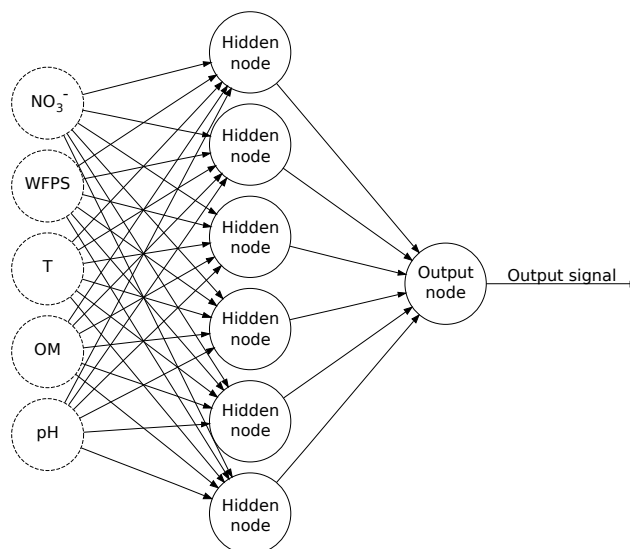 NO₃⁻
WFPS
T
OM
pH
Hidden
node
Hidden
node
Hidden
node
Hidden
node
Hidden
node
Hidden
node
Output
node
Output signal